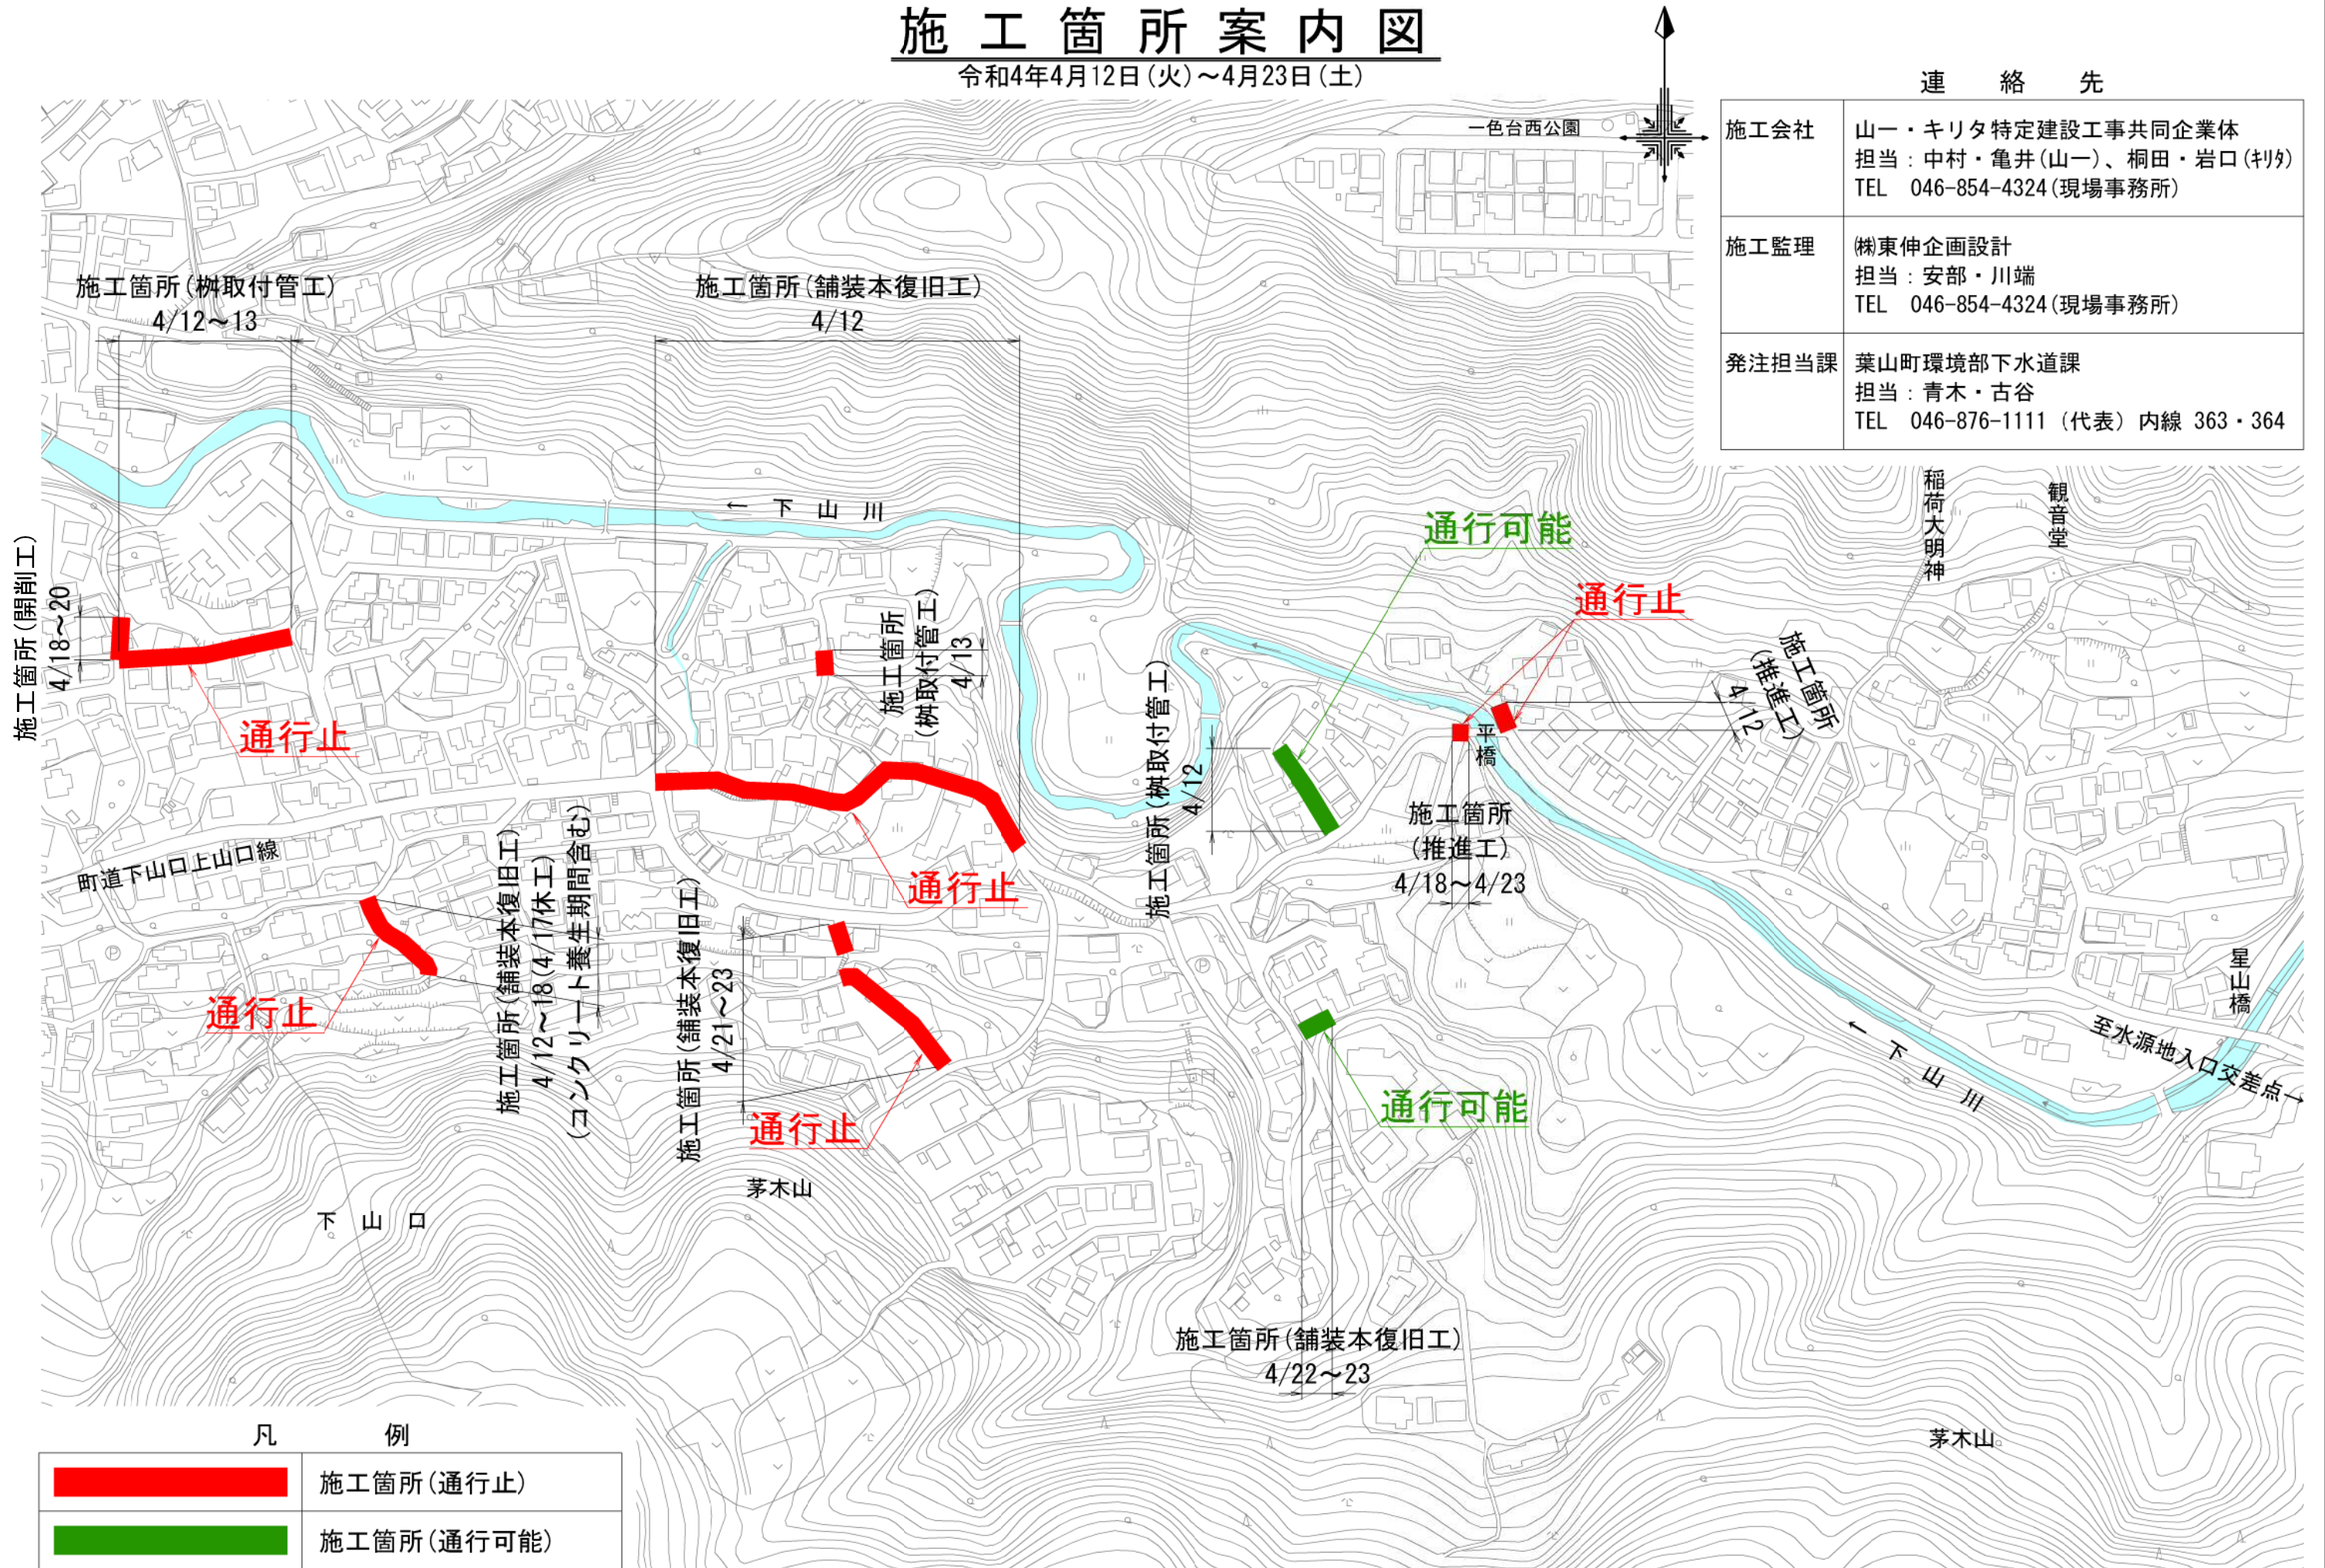 施工箇所案内図
令和4年4月12日(火)～4月23日(土)
連絡先
施工会社
山一・キリタ特定建設工事共同企業体
担当：中村・亀井(山一)、桐田・岩口(ｷﾘﾀ)
TEL 046-854-4324(現場事務所)
施工監理
㈱東伸企画設計
担当：安部・川端
TEL 046-854-4324(現場事務所)
発注担当課
葉山町環境部下水道課
担当：青木・古谷
TEL 046-876-1111（代表）内線 363・364
一色台西公園
施工箇所(桝取付管工)
4/12～13
施工箇所(舗装本復旧工)
4/12
← 下山川
稲荷大明神
観音堂
通行可能
通行止
施工箇所(開削工)
4/18～20
通行止
施工箇所
(桝取付管工)
4/13
施工箇所(桝取付管工)
4/12
平橋
施工箇所
(推進工)
4/12
施工箇所
(推進工)
4/18～4/23
町道下山口上山口線
通行止
通行止
施工箇所(舗装本復旧工)
4/12～18(4/17休工)
(コンクリート養生期間含む)
施工箇所(舗装本復旧工)
4/21～23
通行止
通行可能
星山橋
至水源地入口交差点→
← 下山川
茅木山
下山口
施工箇所(舗装本復旧工)
4/22～23
茅木山
凡例
施工箇所(通行止)
施工箇所(通行可能)